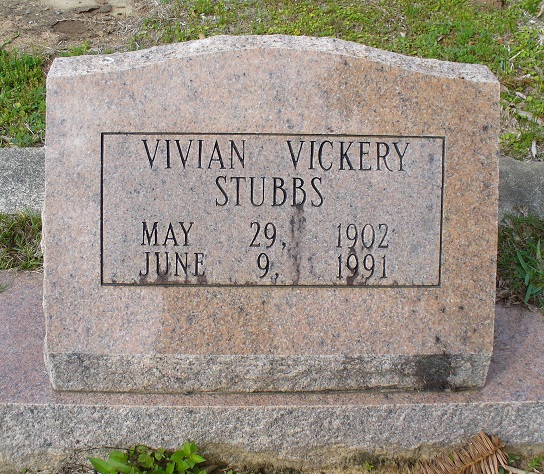 VIVIAN VICKERY
STUBBS
MAY 29, 1902
JUNE 9, 1991